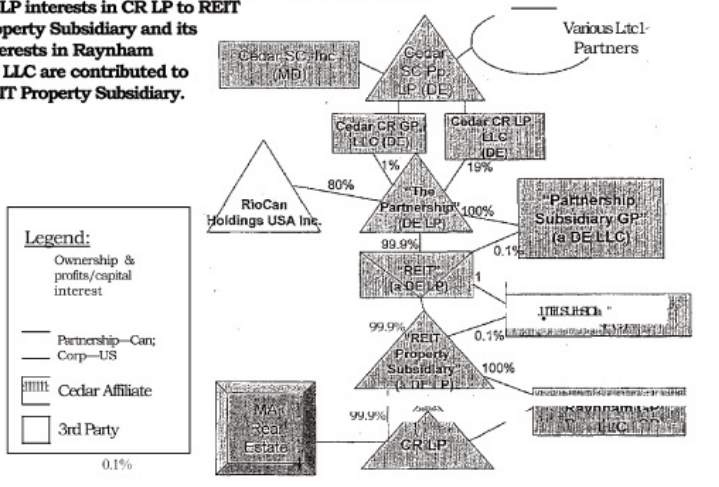 LP interests in CR LP to REIT
operty Subsidiary and its
erests in Raynham
LLC are contributed to
IT Property Subsidiary.
Various Ltcl-
Partners
Cedar SC, Inc.
(MD)
Cedar
SC Pp,
LP (DE)
Cedar CR GP,
LLC (DE)
Cedar CR LP
LLC
(DE)
1%
19%
80%
RioCan
Holdings USA Inc.
"The
Partnership"
(DE LP)
100%
"Partnership
Subsidiary GP"
(a DE LLC)
99.9%
0.1%
"REIT"
(a DE LP)
1
99.9%
0.1%
"REIT
Property
Subsidiary
(a DE LP)
100%
Raynham GP
LLC
MA
Real
Estate
99.9%
CR LP
Legend:
Ownership &
profits/capital
interest
Partnership—Can;
Corp—US
Cedar Affiliate
3rd Party
0.1%